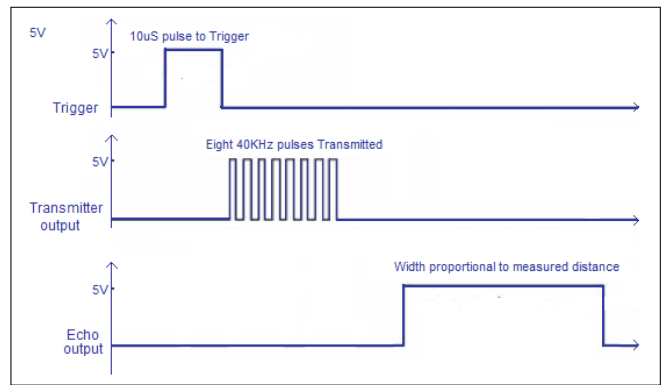 5V
10uS pulse to Trigger
5V
Trigger
Eight 40KHz pulses Transmitted
5V
Transmitter
output
Width proportional to measured distance
5V
Echo
output